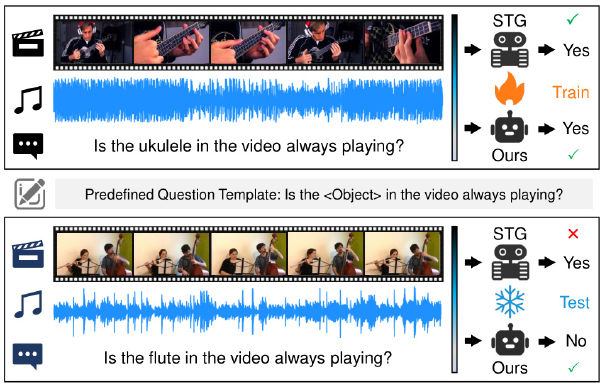 STG
Yes
Train
Yes
Ours
Is the ukulele in the video always playing?
Predefined Question Template: Is the <Object> in the video always playing?
STG
Yes
Test
No
Ours
Is the flute in the video always playing?